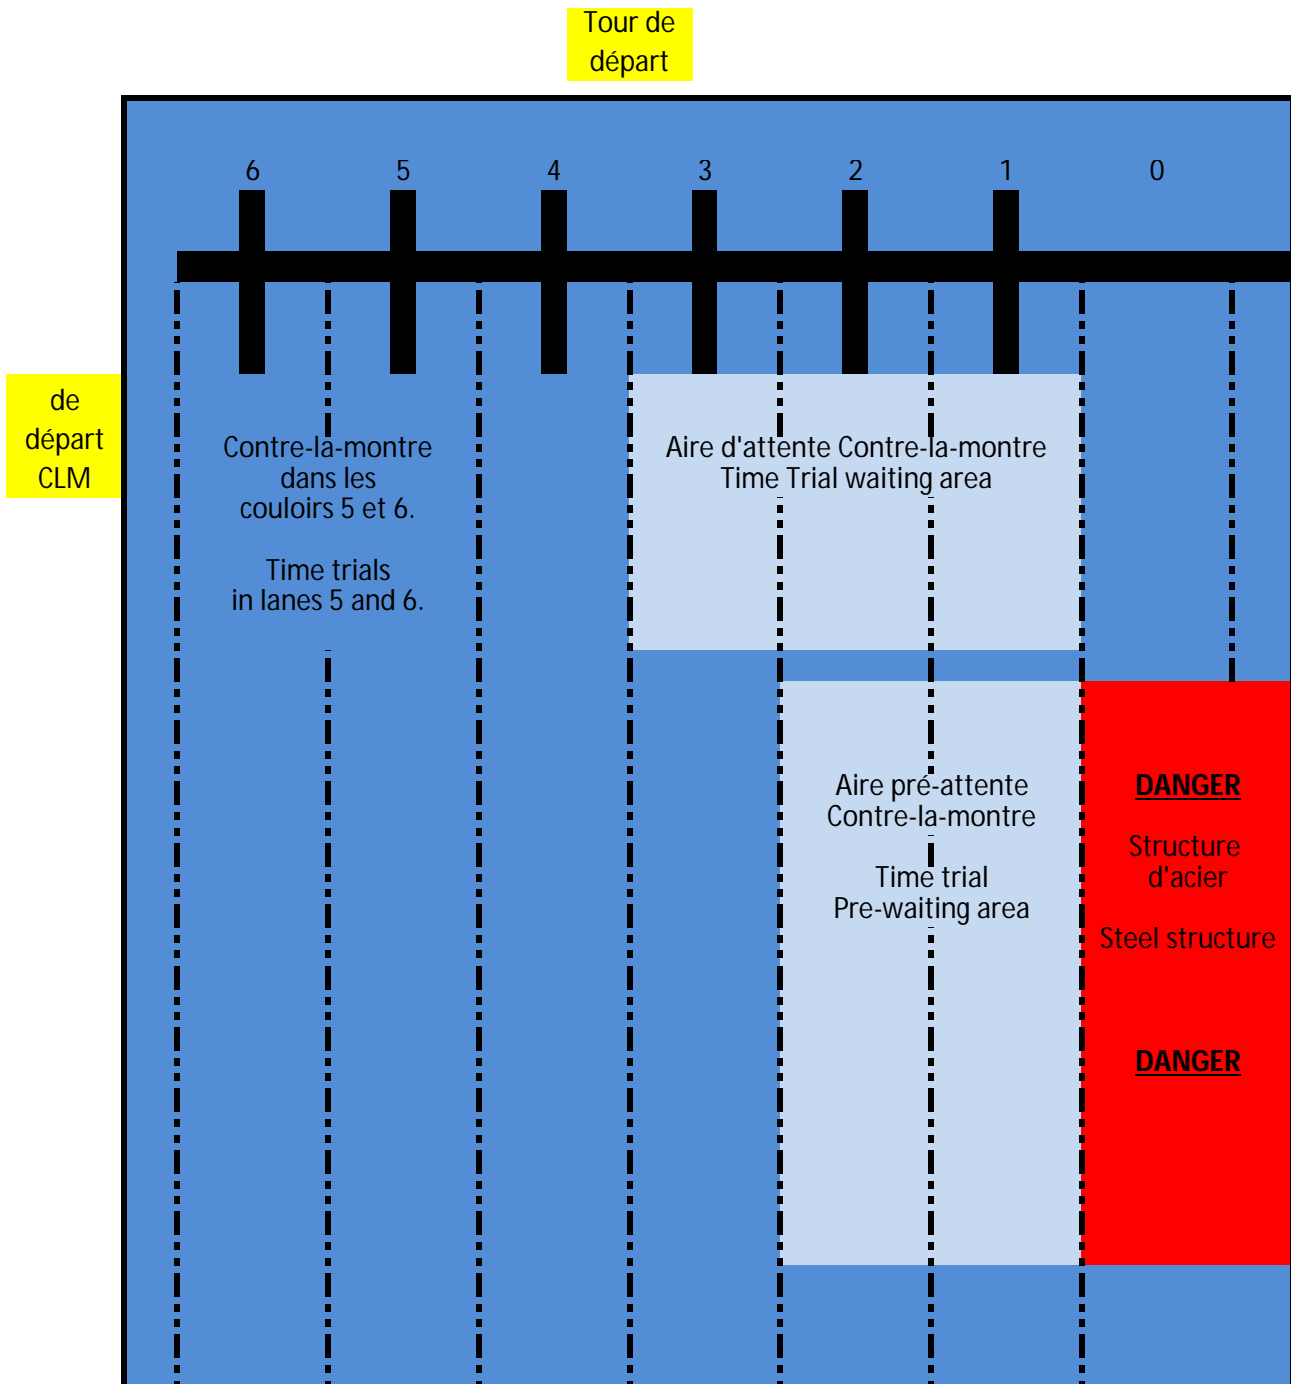 Tour de
départ
6 5 4 3 2 1 0
de
départ
CLM
Contre-la-montre
dans les
couloirs 5 et 6.
Time trials
in lanes 5 and 6.
Aire d'attente Contre-la-montre
Time Trial waiting area
Aire pré-attente
Contre-la-montre
Time trial
Pre-waiting area
DANGER
Structure
d'acier
Steel structure
DANGER